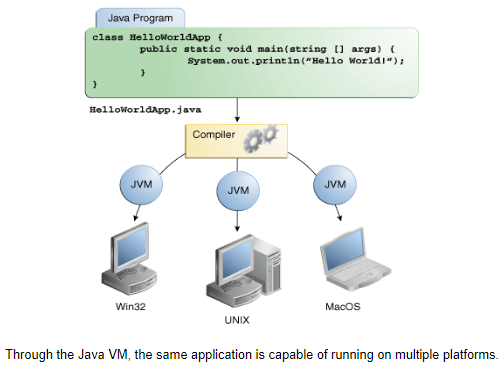 Java Program
class HelloWorldApp {
public static void main(string [] args) {
System.out.println("Hello World!");
}
}
HelloWorldApp.java
Compiler
JVM
JVM
JVM
Win32
UNIX
MacOS
Through the Java VM, the same application is capable of running on multiple platforms.